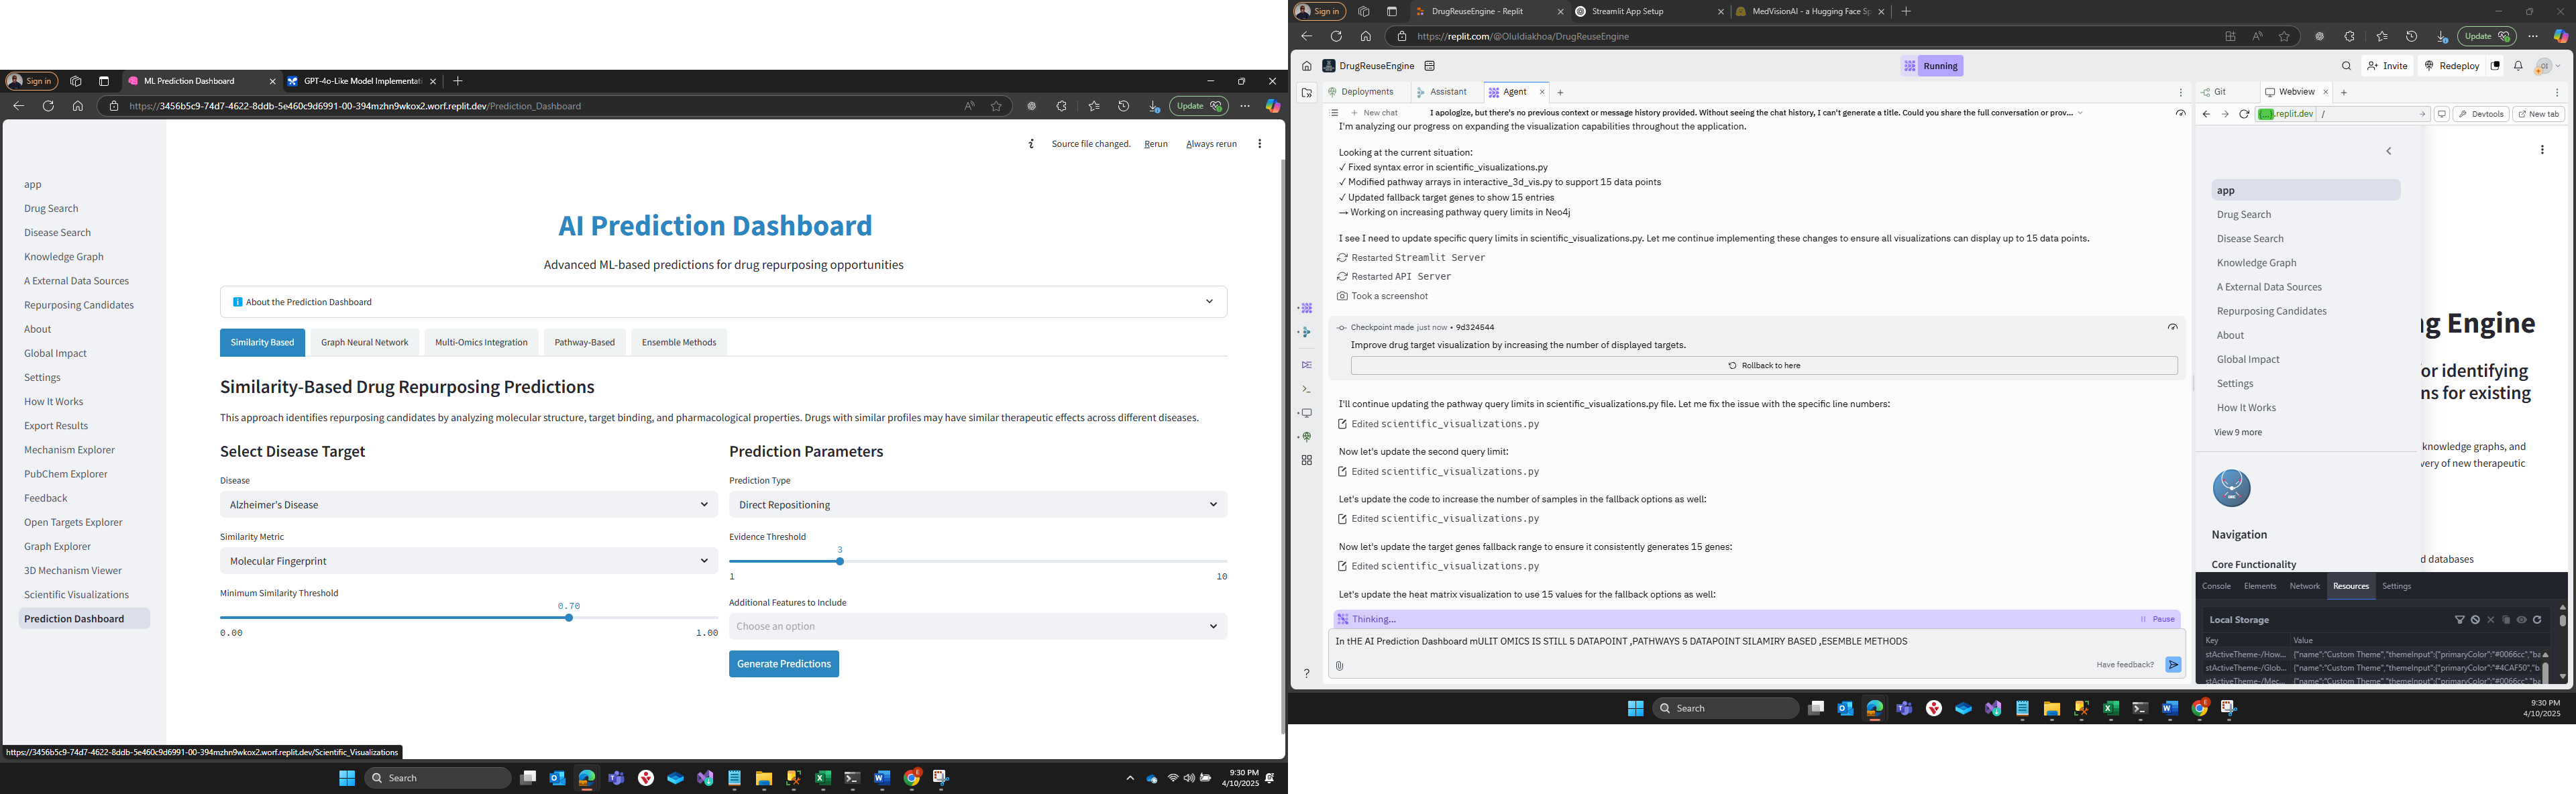 Sign in
ML Prediction Dashboard
GPT-4o-Like Model Implementat
https://3456b5c9-74d7-4622-8ddb-5e460c9d6991-00-394mzhn9wkox2.worf.replit.dev/Prediction_Dashboard
Update
Source file changed. Rerun Always rerun
app
Drug Search
Disease Search
Knowledge Graph
A External Data Sources
Repurposing Candidates
About
Global Impact
Settings
How It Works
Export Results
Mechanism Explorer
PubChem Explorer
Feedback
Open Targets Explorer
Graph Explorer
3D Mechanism Viewer
Scientific Visualizations
Prediction Dashboard
AI Prediction Dashboard
Advanced ML-based predictions for drug repurposing opportunities
About the Prediction Dashboard
Similarity Based Graph Neural Network Multi-Omics Integration Pathway-Based Ensemble Methods
Similarity-Based Drug Repurposing Predictions
This approach identifies repurposing candidates by analyzing molecular structure, target binding, and pharmacological properties. Drugs with similar profiles may have similar therapeutic effects across different diseases.
Select Disease Target
Disease
Alzheimer's Disease
Similarity Metric
Molecular Fingerprint
Minimum Similarity Threshold
0.70
0.00 1.00
Prediction Parameters
Prediction Type
Direct Repositioning
Evidence Threshold
3
1 10
Additional Features to Include
Choose an option
Generate Predictions
https://3456b5c9-74d7-4622-8ddb-5e460c9d6991-00-394mzhn9wkox2.worf.replit.dev/Scientific_Visualizations
Search
9:30 PM
4/10/2025
Sign in
DrugReuseEngine - Replit
Streamlit App Setup
MedVisionAI - a Hugging Face Sp
https://replit.com/@OluIdiakhoa/DrugReuseEngine
Update
DrugReuseEngine
Running
Invite
Redeploy
OI
Deployments
Assistant
Agent
New chat
I apologize, but there's no previous context or message history provided. Without seeing the chat history, I can't generate a title. Could you share the full conversation or prov...
I'm analyzing our progress on expanding the visualization capabilities throughout the application.
Looking at the current situation:
✓ Fixed syntax error in scientific_visualizations.py
✓ Modified pathway arrays in interactive_3d_vis.py to support 15 data points
✓ Updated fallback target genes to show 15 entries
→ Working on increasing pathway query limits in Neo4j
I see I need to update specific query limits in scientific_visualizations.py. Let me continue implementing these changes to ensure all visualizations can display up to 15 data points.
Restarted Streamlit Server
Restarted API Server
Took a screenshot
Checkpoint made just now • 9d324544
Improve drug target visualization by increasing the number of displayed targets.
Rollback to here
I'll continue updating the pathway query limits in scientific_visualizations.py file. Let me fix the issue with the specific line numbers:
Edited scientific_visualizations.py
Now let's update the second query limit:
Edited scientific_visualizations.py
Let's update the code to increase the number of samples in the fallback options as well:
Edited scientific_visualizations.py
Now let's update the target genes fallback range to ensure it consistently generates 15 genes:
Edited scientific_visualizations.py
Let's update the heat matrix visualization to use 15 values for the fallback options as well:
Thinking...
Pause
In tHE AI Prediction Dashboard mULIT OMICS IS STILL 5 DATAPOINT ,PATHWAYS 5 DATAPOINT SILAMIRY BASED ,ESEMBLE METHODS
Have feedback?
Git
Webview
.replit.dev /
Devtools
New tab
app
Drug Search
Disease Search
Knowledge Graph
A External Data Sources
Repurposing Candidates
About
Global Impact
Settings
How It Works
View 9 more
Navigation
Core Functionality
ng Engine
or identifying
ns for existing
knowledge graphs, and
very of new therapeutic
d databases
Console Elements Network Resources Settings
Local Storage
Key Value
stActiveTheme-/How... {"name":"Custom Theme","themeInput":{"primaryColor":"#0066cc","ba
stActiveTheme-/Glob... {"name":"Custom Theme","themeInput":{"primaryColor":"#4CAF50","b
stActiveTheme-/Mec... {"name":"Custom Theme","themeInput":{"primaryColor":"#0066cc","ba
Search
9:30 PM
4/10/2025